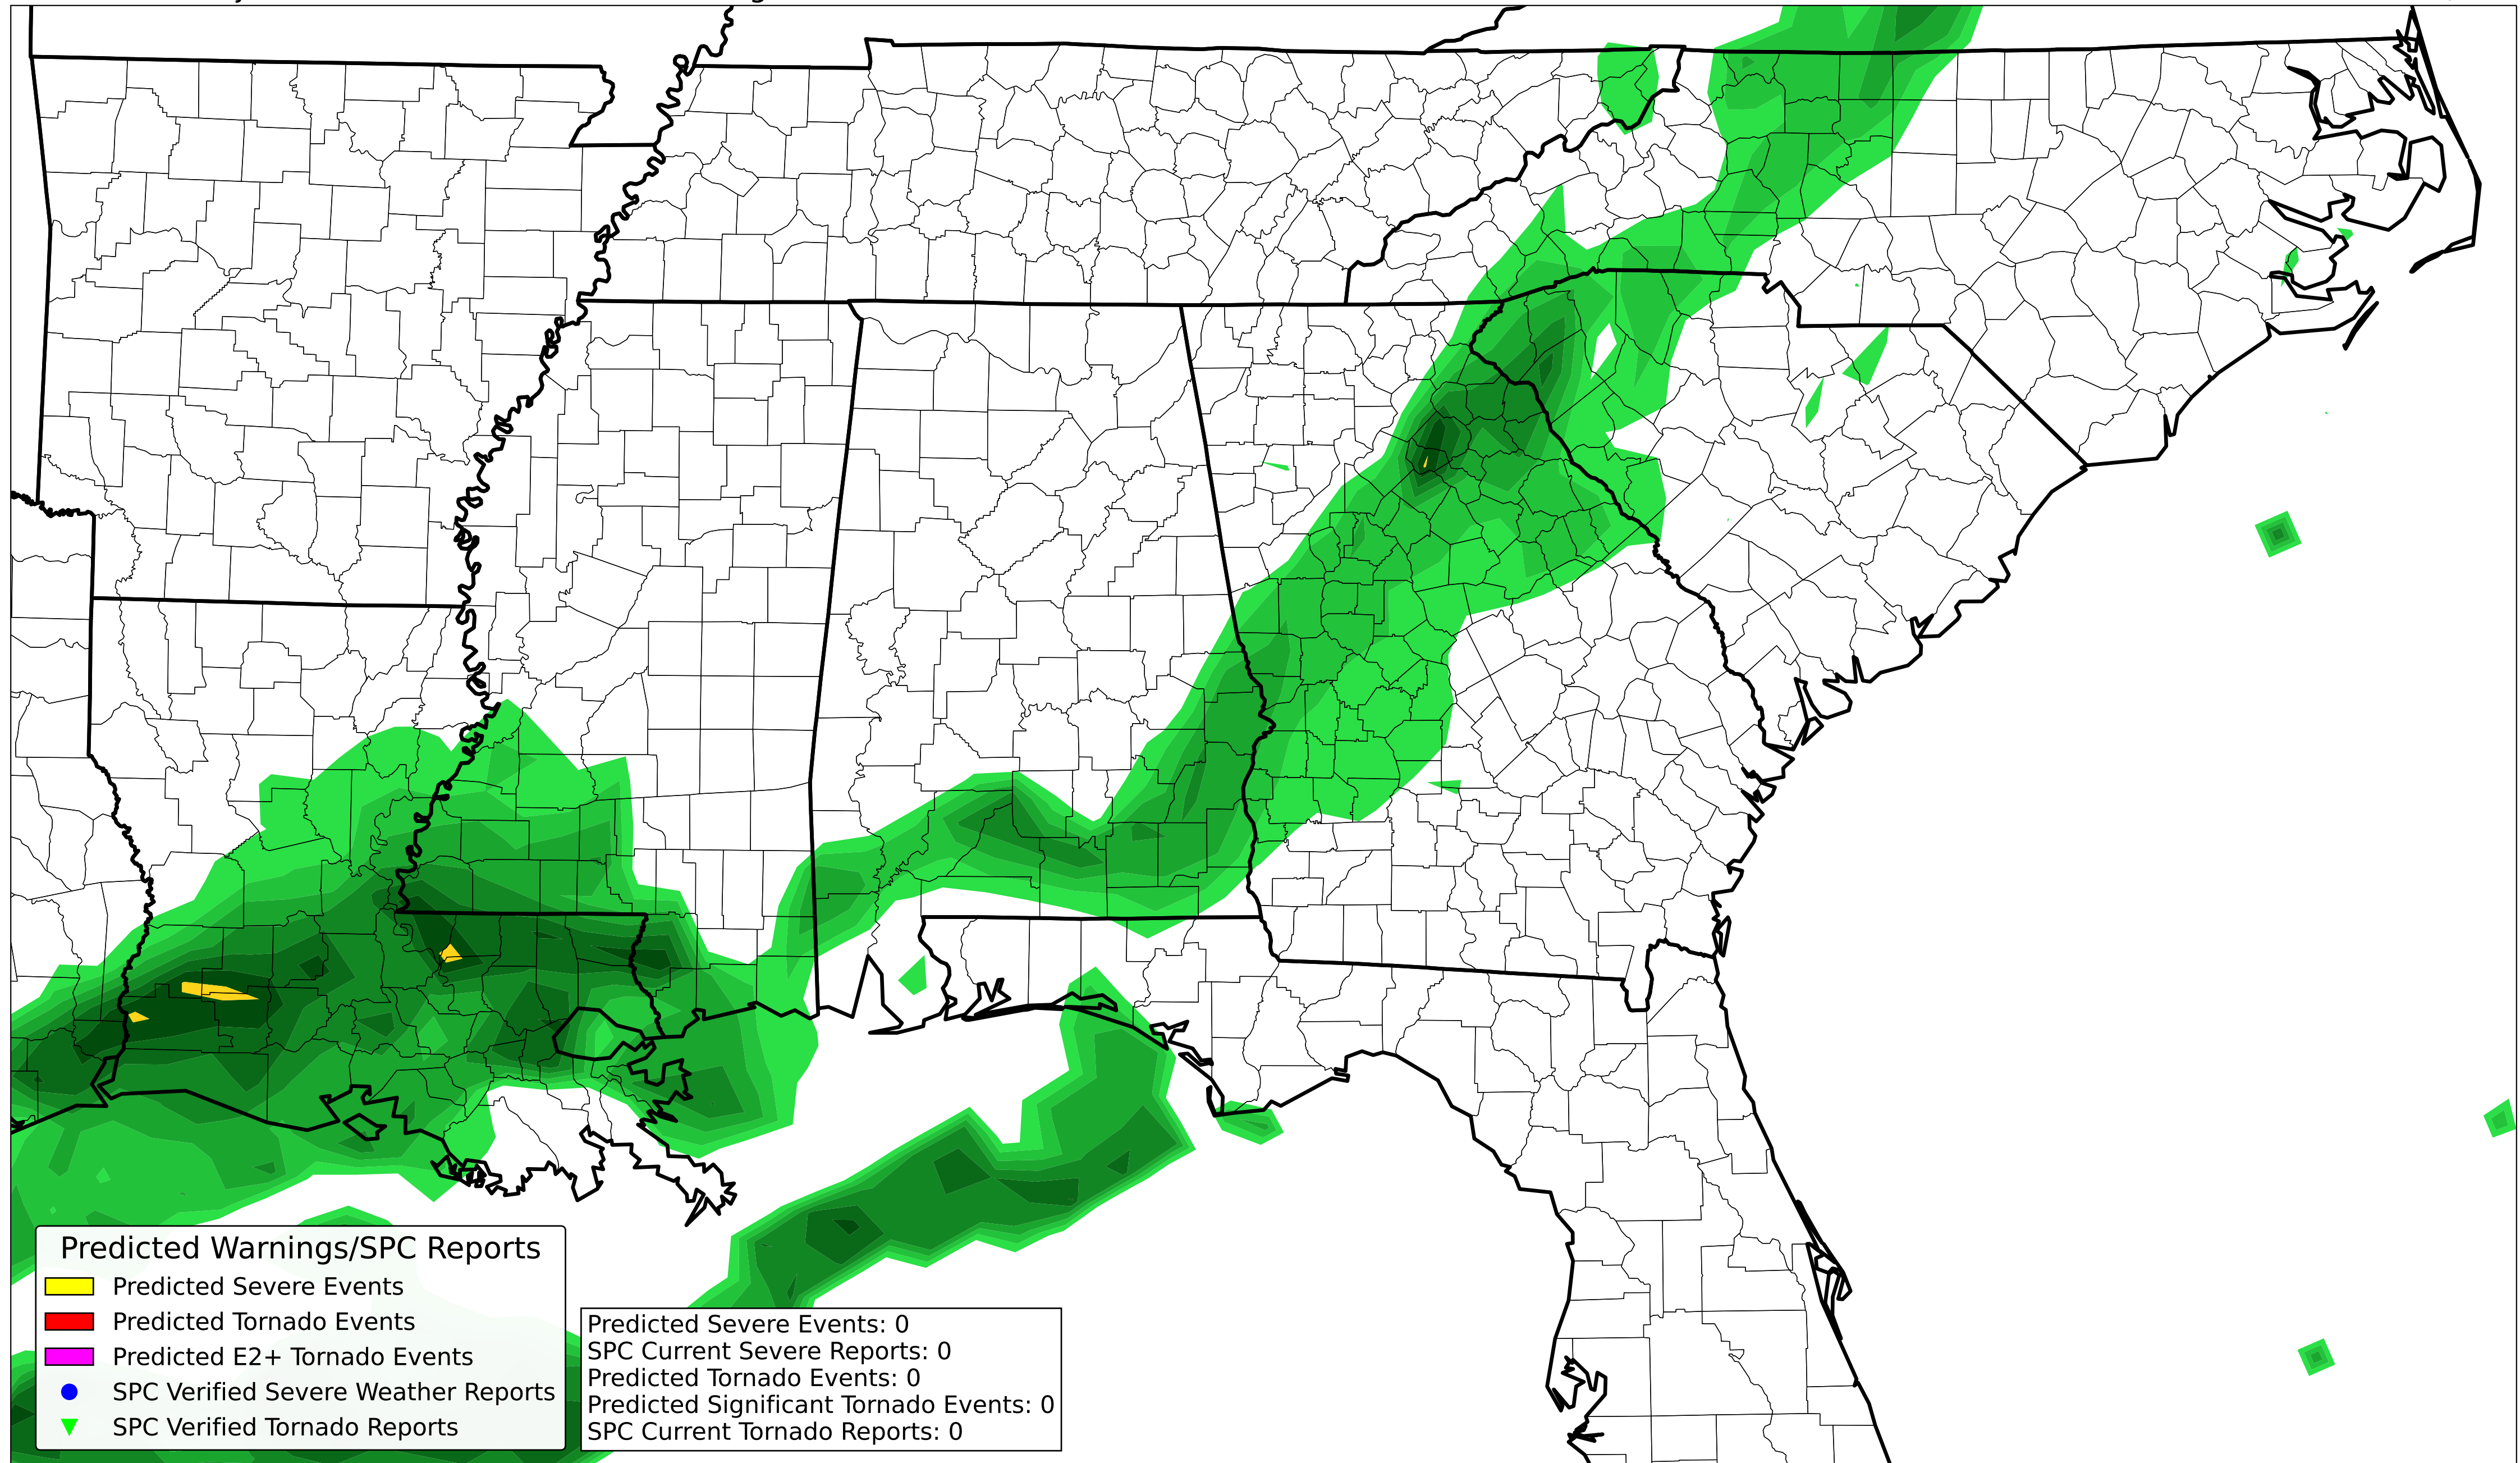 Predicted Warnings/SPC Reports
Predicted Severe Events
Predicted Tornado Events
Predicted E2+ Tornado Events
SPC Verified Severe Weather Reports
SPC Verified Tornado Reports
Predicted Severe Events: 0
SPC Current Severe Reports: 0
Predicted Tornado Events: 0
Predicted Significant Tornado Events: 0
SPC Current Tornado Reports: 0